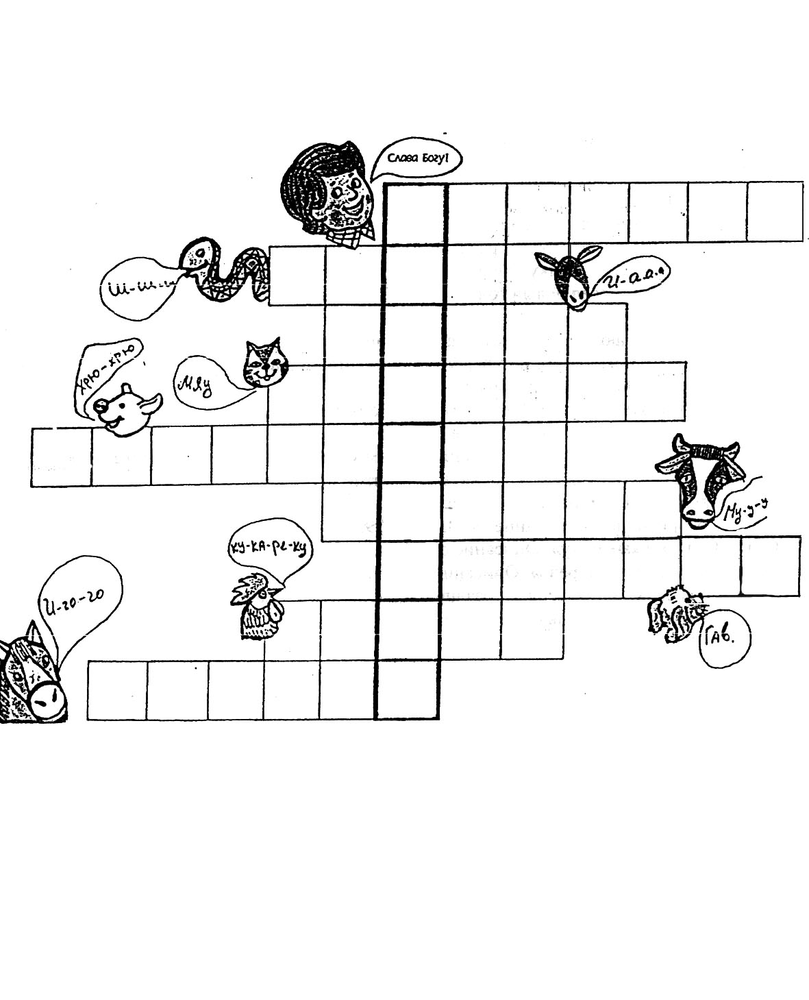 Слава Богу!
Ш-ш-ш
И-а.а.а
Хрю-хрю
Мяу
Му-у-у
ку-ка-ре-ку
И-го-го
Гав.